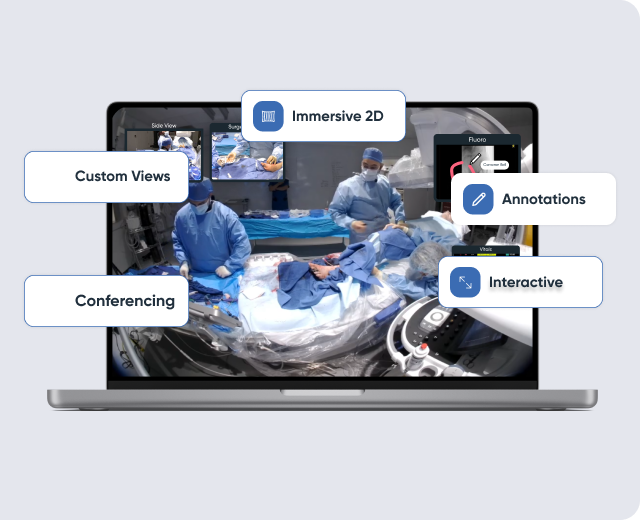 Immersive 2D
Side View
Fluoro
Custom Views
Annotations
Vitals
Interactive
Conferencing